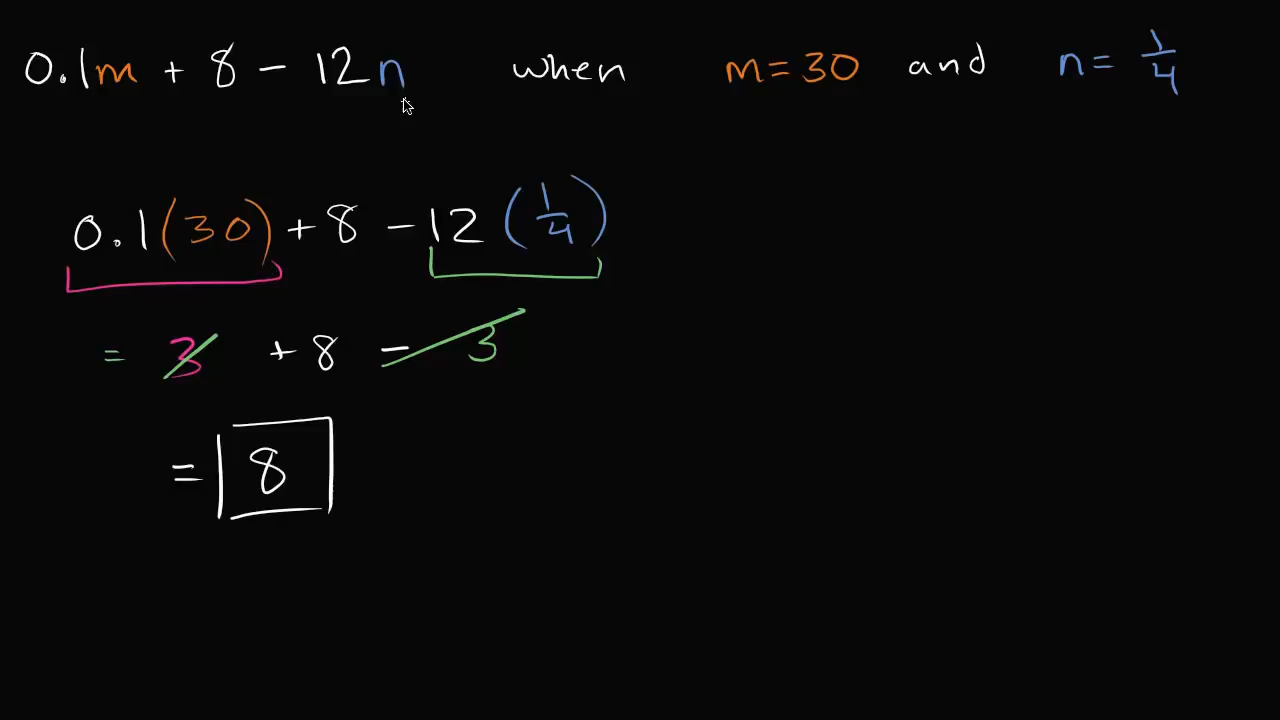 0.1m + 8 - 12n when m = 30 and n = 1/4
0.1(30) + 8 - 12(1/4)
= 3 + 8 - 3
= 8